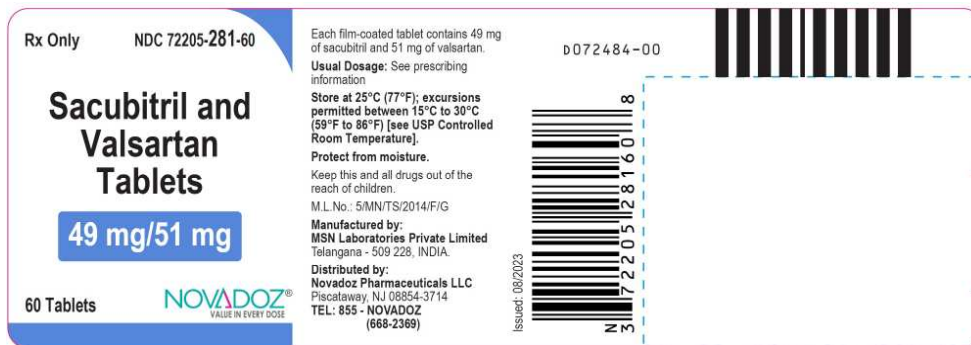 Rx Only NDC 72205-281-60
Sacubitril and
Valsartan
Tablets
49 mg/51 mg
60 Tablets
NOVADOZ®
VALUE IN EVERY DOSE
Each film-coated tablet contains 49 mg
of sacubitril and 51 mg of valsartan.
Usual Dosage: See prescribing
information
Store at 25°C (77°F); excursions
permitted between 15°C to 30°C
(59°F to 86°F) [see USP Controlled
Room Temperature].
Protect from moisture.
Keep this and all drugs out of the
reach of children.
M.L.No.: 5/MN/TS/2014/F/G
Manufactured by:
MSN Laboratories Private Limited
Telangana - 509 228, INDIA.
Distributed by:
Novadoz Pharmaceuticals LLC
Piscataway, NJ 08854-3714
TEL: 855 - NOVADOZ
(668-2369)
D072484-00
Issued: 08/2023
N
3 72205 28160 8